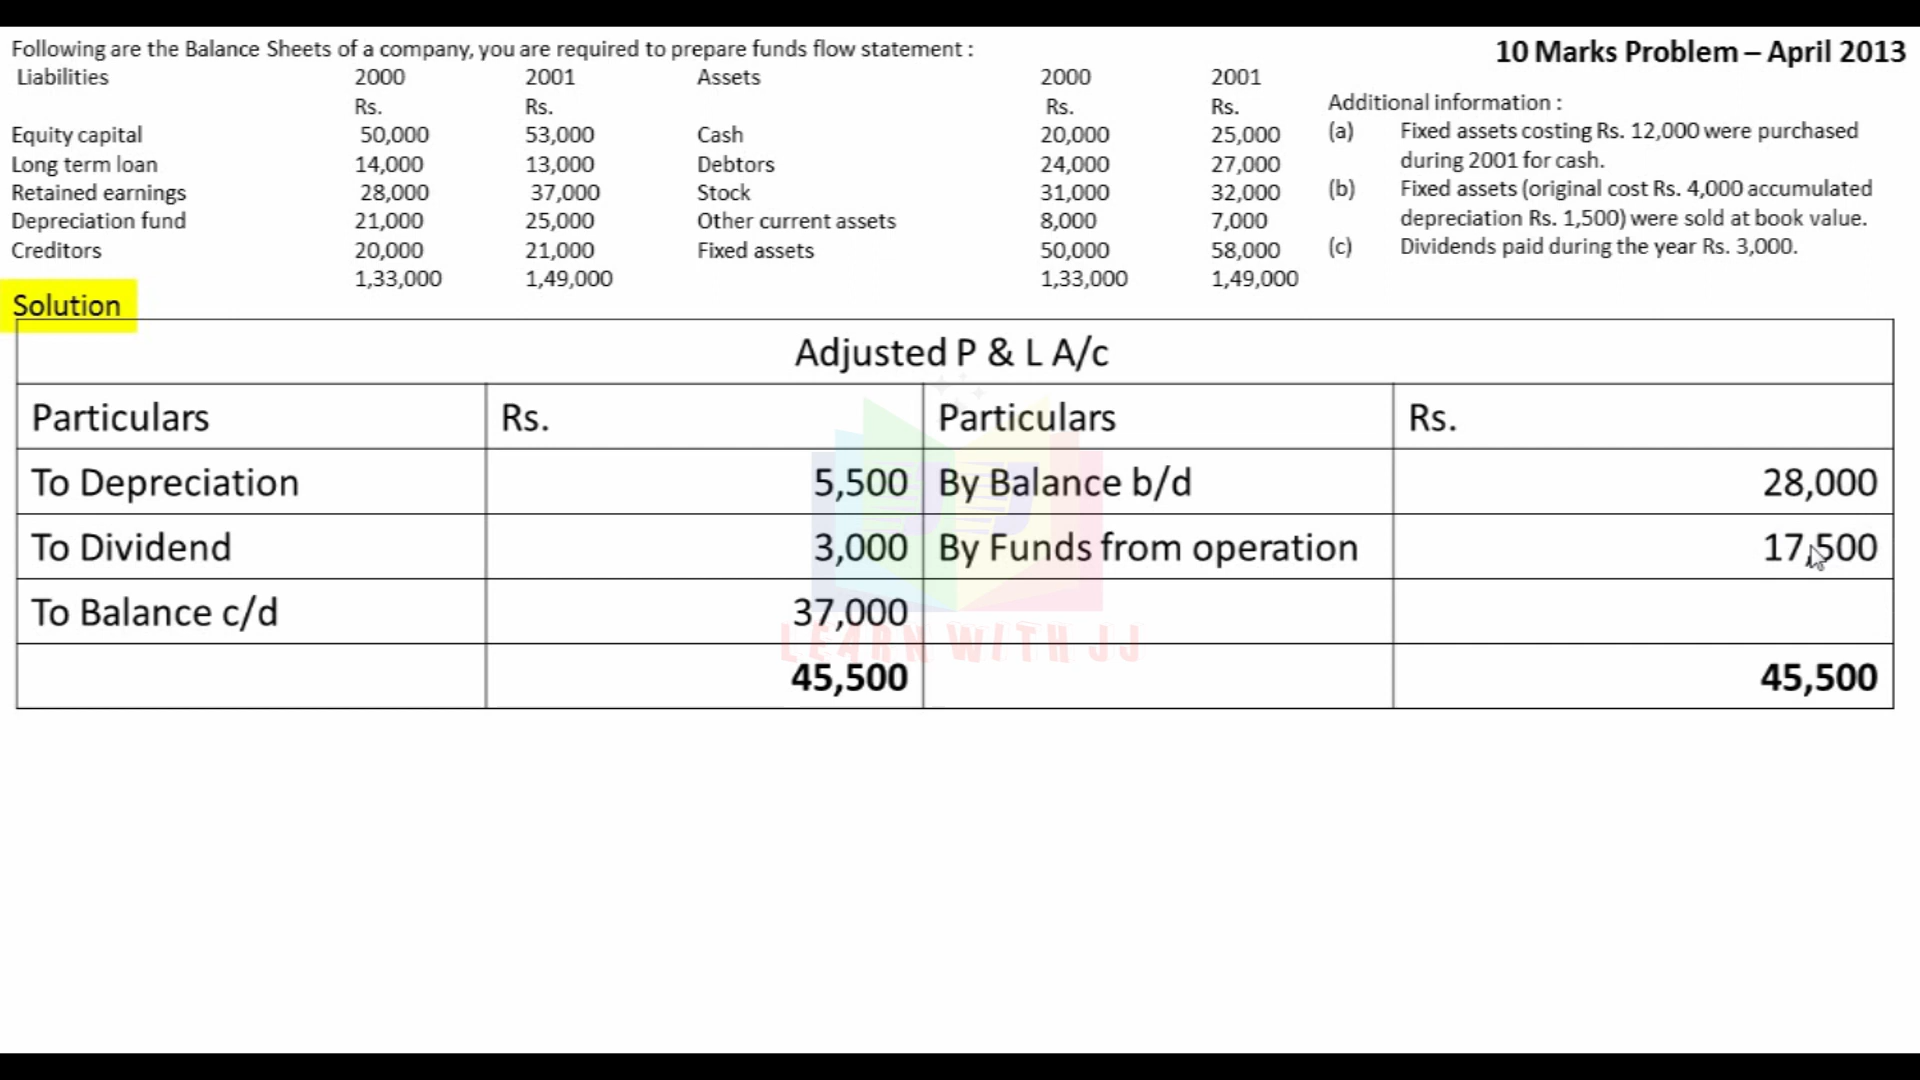 Following are the Balance Sheets of a company, you are required to prepare funds flow statement :
10 Marks Problem – April 2013
Liabilities 2000 2001 Assets 2000 2001
Rs. Rs. Rs. Rs.
Equity capital 50,000 53,000 Cash 20,000 25,000
Long term loan 14,000 13,000 Debtors 24,000 27,000
Retained earnings 28,000 37,000 Stock 31,000 32,000
Depreciation fund 21,000 25,000 Other current assets 8,000 7,000
Creditors 20,000 21,000 Fixed assets 50,000 58,000
1,33,000 1,49,000 1,33,000 1,49,000
Additional information :
(a) Fixed assets costing Rs. 12,000 were purchased
during 2001 for cash.
(b) Fixed assets (original cost Rs. 4,000 accumulated
depreciation Rs. 1,500) were sold at book value.
(c) Dividends paid during the year Rs. 3,000.
Solution
Adjusted P & L A/c
Particulars Rs. Particulars Rs.
To Depreciation 5,500 By Balance b/d 28,000
To Dividend 3,000 By Funds from operation 17,500
To Balance c/d 37,000
LEARN WITH JJ
45,500 45,500